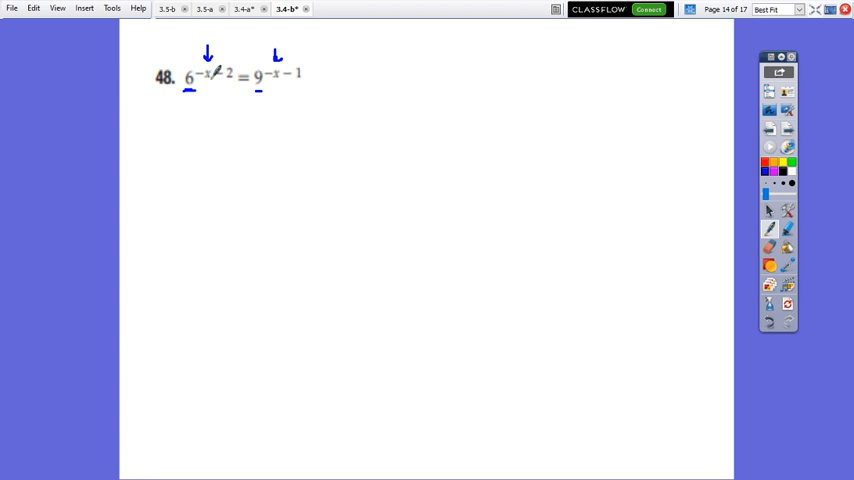 File Edit View Insert Tools Help 3.5-b 3.5-a 3.4-a* 3.4-b* CLASSFLOW Connect Page 14 of 17 Best Fit
48. 6^{-x - 2} = 9^{-x - 1}